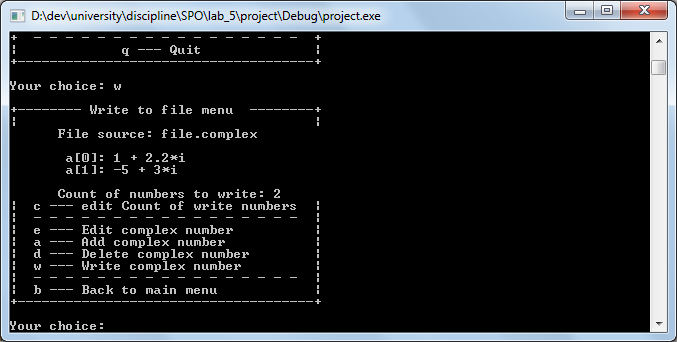 D:\dev\university\discipline\SPO\lab_5\project\Debug\project.exe
+  - - - - - - - - - - - - - - - - -  +
¦             q --- Quit              ¦
+-------------------------------------+
Your choice: w
+-------- Write to file menu  --------+
¦                                     ¦
File source: file.complex
a[0]: 1 + 2.2*i
a[1]: -5 + 3*i
Count of numbers to write: 2
¦  c --- edit Count of write numbers  ¦
¦  - - - - - - - - - - - - - - - - -  ¦
¦  e --- Edit complex number          ¦
¦  a --- Add complex number           ¦
¦  d --- Delete complex number        ¦
¦  w --- Write complex number         ¦
¦  - - - - - - - - - - - - - - - - -  ¦
¦  b --- Back to main menu            ¦
+-------------------------------------+
Your choice: